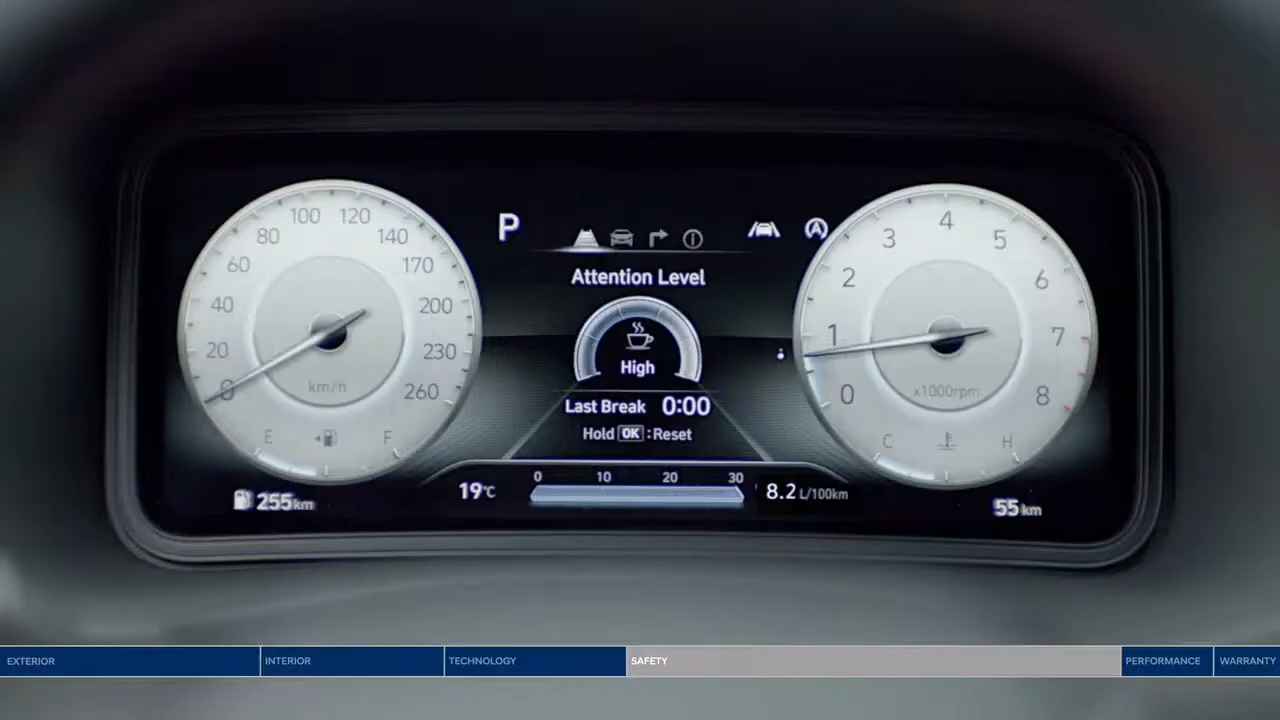 100 120
80 140
60 170
40 200
20 230
0 260
km/h
E F
255km
P
Attention Level
High
Last Break 0:00
Hold OK : Reset
19℃
0 10 20 30
8.2 L/100km
A
4
3 5
2 6
1 7
0 8
x1000rpm
C H
55 km
EXTERIOR INTERIOR TECHNOLOGY SAFETY PERFORMANCE WARRANTY